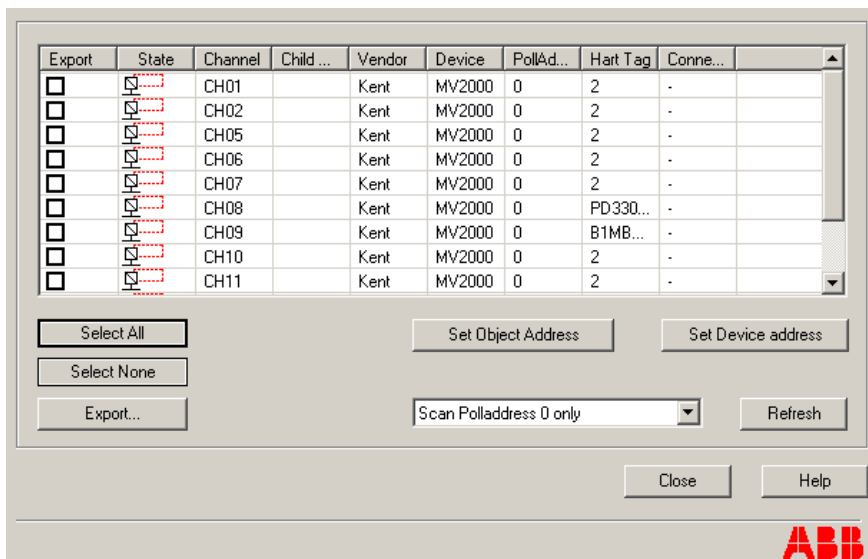 Export State Channel Child ... Vendor Device PollAd... Hart Tag Conne...
CH01 Kent MV2000 0 2 -
CH02 Kent MV2000 0 2 -
CH05 Kent MV2000 0 2 -
CH06 Kent MV2000 0 2 -
CH07 Kent MV2000 0 2 -
CH08 Kent MV2000 0 PD330... -
CH09 Kent MV2000 0 B1MB... -
CH10 Kent MV2000 0 2 -
CH11 Kent MV2000 0 2 -
Select All Set Object Address Set Device address
Select None
Export... Scan Polladdress 0 only Refresh
Close Help
ABB